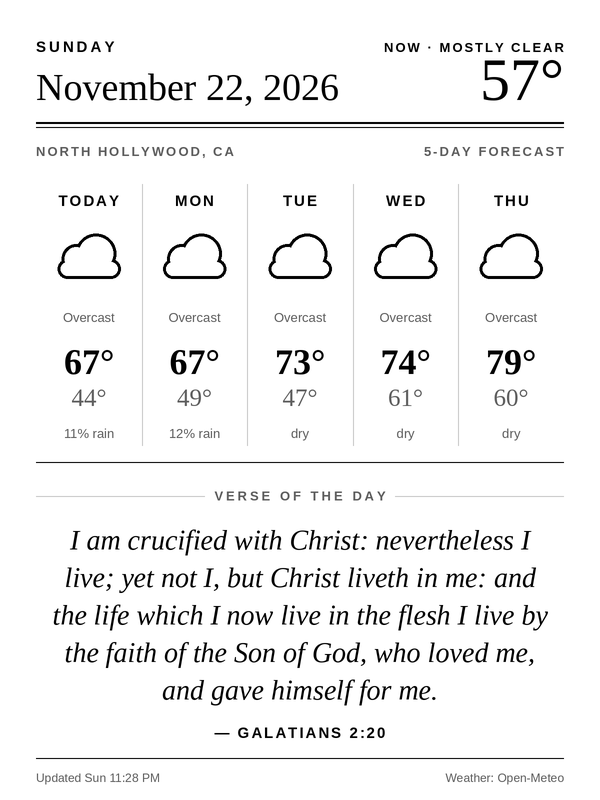 SUNDAY
NOW · MOSTLY CLEAR
November 22, 2026
57°
NORTH HOLLYWOOD, CA
5-DAY FORECAST
TODAY MON TUE WED THU
Overcast Overcast Overcast Overcast Overcast
67° 67° 73° 74° 79°
44° 49° 47° 61° 60°
11% rain 12% rain dry dry dry
VERSE OF THE DAY
I am crucified with Christ: nevertheless I
live; yet not I, but Christ liveth in me: and
the life which I now live in the flesh I live by
the faith of the Son of God, who loved me,
and gave himself for me.
— GALATIANS 2:20
Updated Sun 11:28 PM
Weather: Open-Meteo